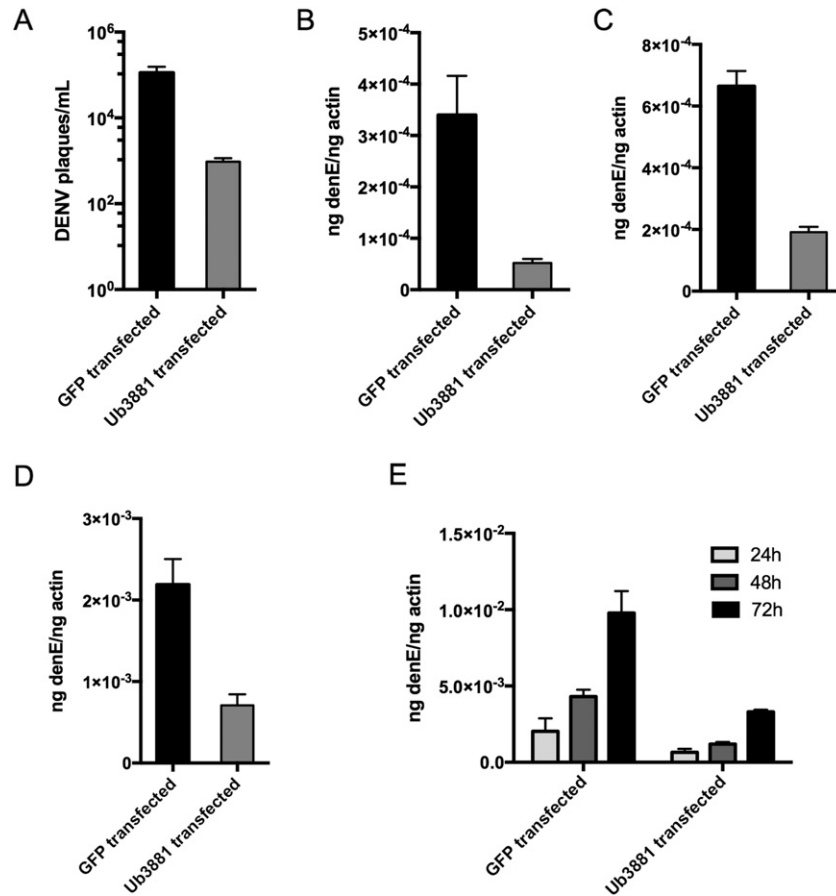 A
DENV plaques/mL
10⁶
10⁴
10²
10⁰
GFP transfected
Ub3881 transfected
B
ng denE/ng actin
5×10⁻⁴
4×10⁻⁴
3×10⁻⁴
2×10⁻⁴
1×10⁻⁴
0
GFP transfected
Ub3881 transfected
C
ng denE/ng actin
8×10⁻⁴
6×10⁻⁴
4×10⁻⁴
2×10⁻⁴
0
GFP transfected
Ub3881 transfected
D
ng denE/ng actin
3×10⁻³
2×10⁻³
1×10⁻³
0
GFP transfected
Ub3881 transfected
E
ng denE/ng actin
1.5×10⁻²
1.0×10⁻²
5.0×10⁻³
0.0
24h
48h
72h
GFP transfected
Ub3881 transfected